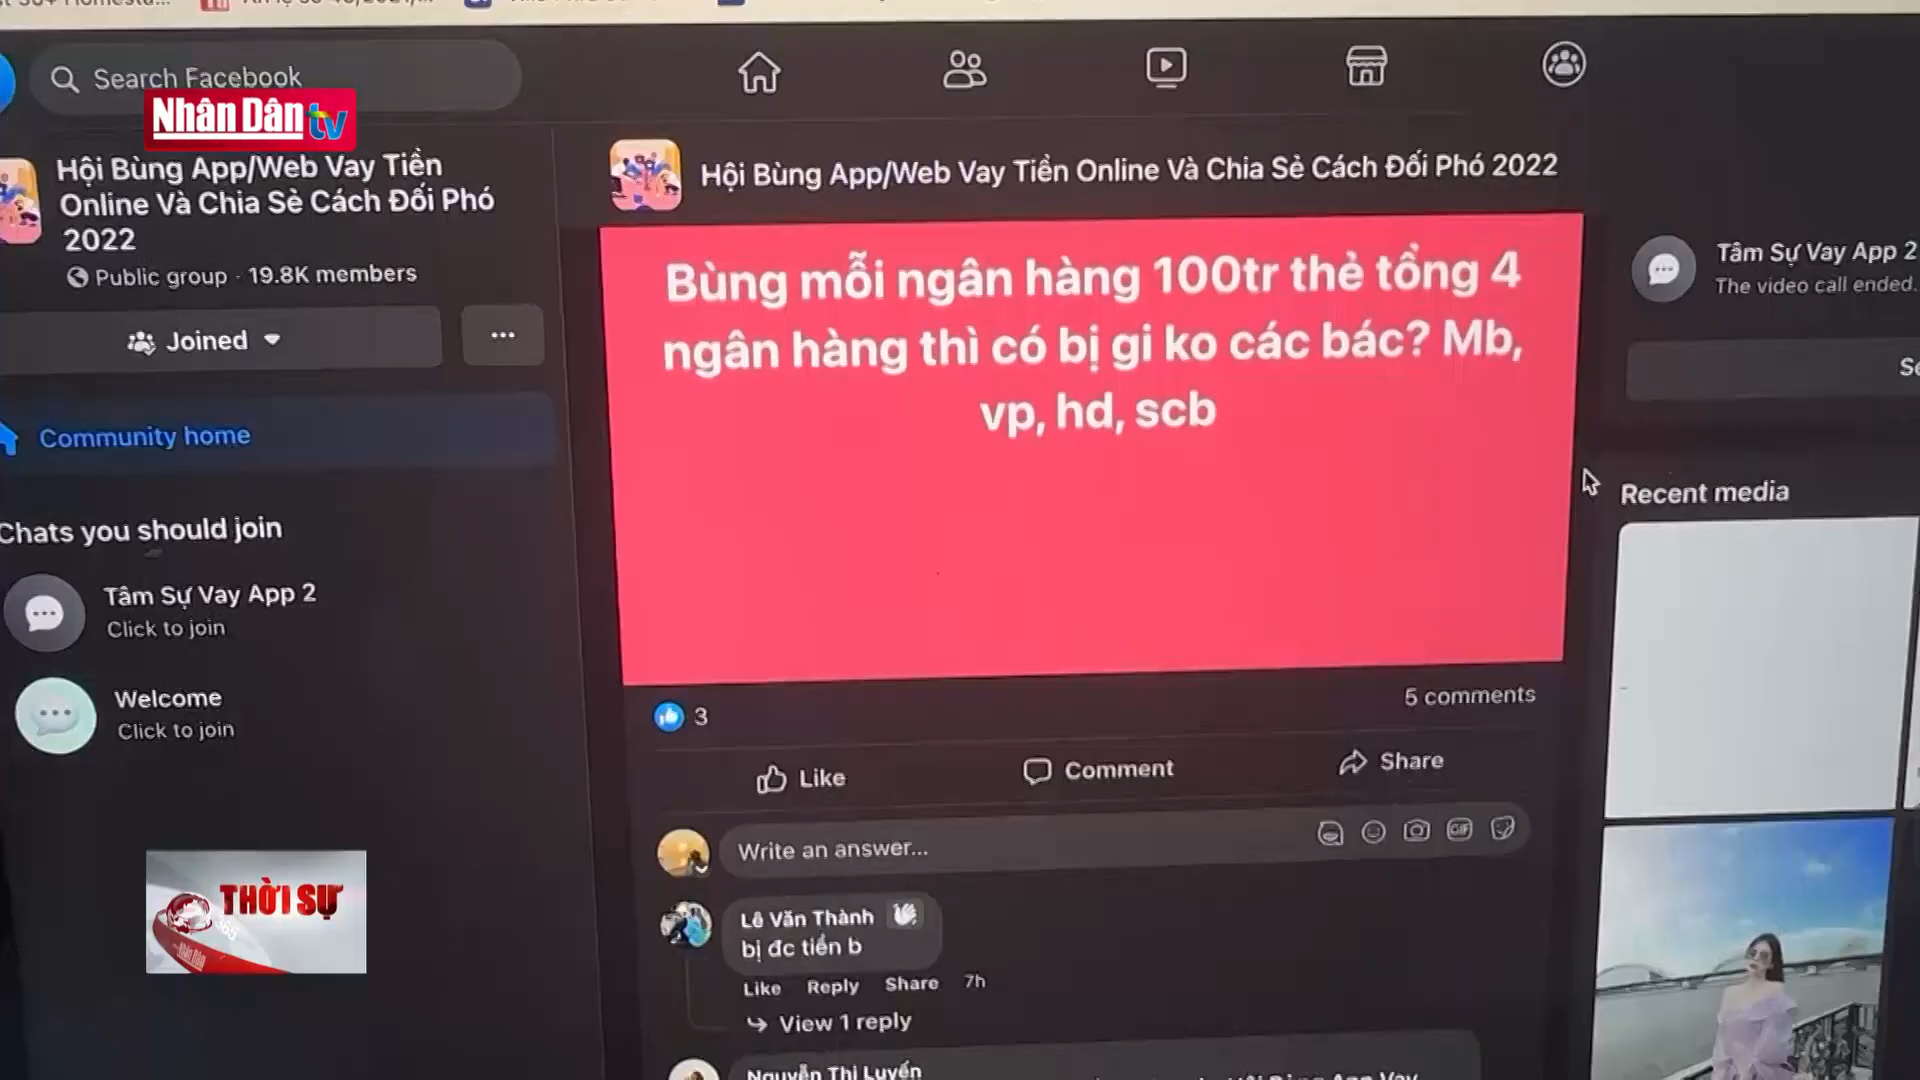 Search Facebook
Nhân Dân tv
Hội Bùng App/Web Vay Tiền
Online Và Chia Sẻ Cách Đối Phó
2022
Public group · 19.8K members
Joined
Community home
Chats you should join
Tâm Sự Vay App 2
Click to join
Welcome
Click to join
THỜI SỰ
365
Hội Bùng App/Web Vay Tiền Online Và Chia Sẻ Cách Đối Phó 2022
Bùng mỗi ngân hàng 100tr thẻ tổng 4
ngân hàng thì có bị gi ko các bác? Mb,
vp, hd, scb
3
5 comments
Like Comment Share
Write an answer...
GIF
Lê Văn Thành
bị đc tiền b
Like Reply Share 7h
View 1 reply
Nguyễn Thị Luyến
Tâm Sự Vay App 2
The video call ended.
Recent media